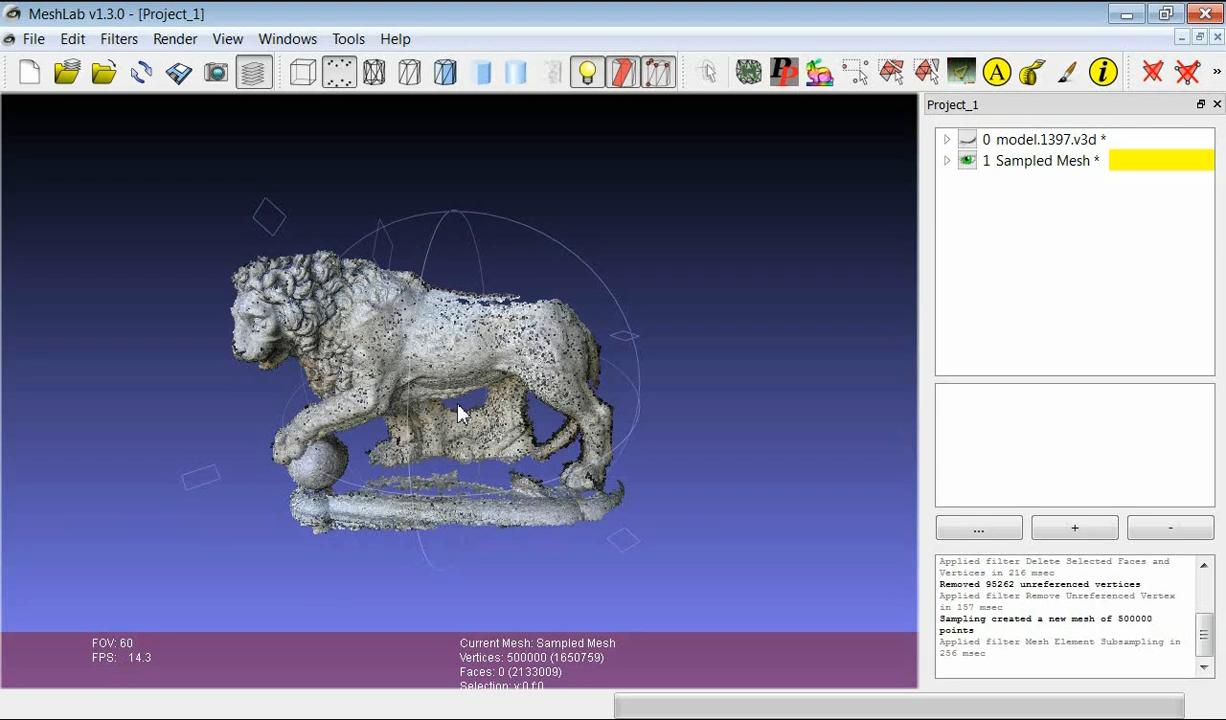 MeshLab v1.3.0 - [Project_1]
File Edit Filters Render View Windows Tools Help
A i »
Project_1
0 model.1397.v3d *
1 Sampled Mesh *
... + -
Applied filter Delete Selected Faces and
Vertices in 216 msec
Removed 95262 unreferenced vertices
Applied filter Remove Unreferenced Vertex
in 157 msec
Sampling created a new mesh of 500000
points
Applied filter Mesh Element Subsampling in
256 msec
FOV: 60
FPS: 14.3
Current Mesh: Sampled Mesh
Vertices: 500000 (1650759)
Faces: 0 (2133009)
Selection: v:0 f:0